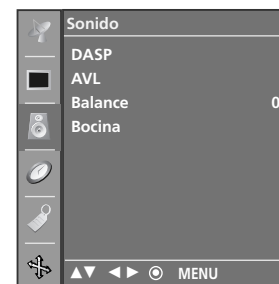 Sonido
DASP
AVL
Balance 0
Bocina
▲▼ ◄► ⦿ MENU